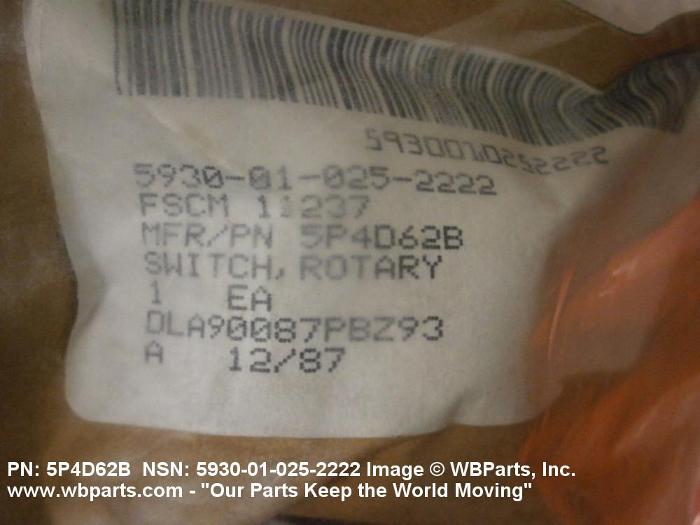 5930010252222
5930-01-025-2222
FSCM 11237
MFR/PN 5P4D62B
SWITCH, ROTARY
1 EA
DLA90087PBZ93
A 12/87
PN: 5P4D62B NSN: 5930-01-025-2222 Image © WBParts, Inc.
www.wbparts.com - "Our Parts Keep the World Moving"